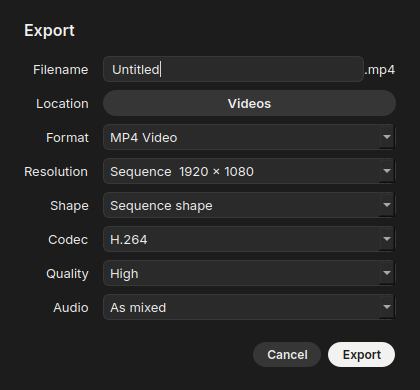 Export
Filename Untitled .mp4
Location Videos
Format MP4 Video
Resolution Sequence 1920 × 1080
Shape Sequence shape
Codec H.264
Quality High
Audio As mixed
Cancel Export